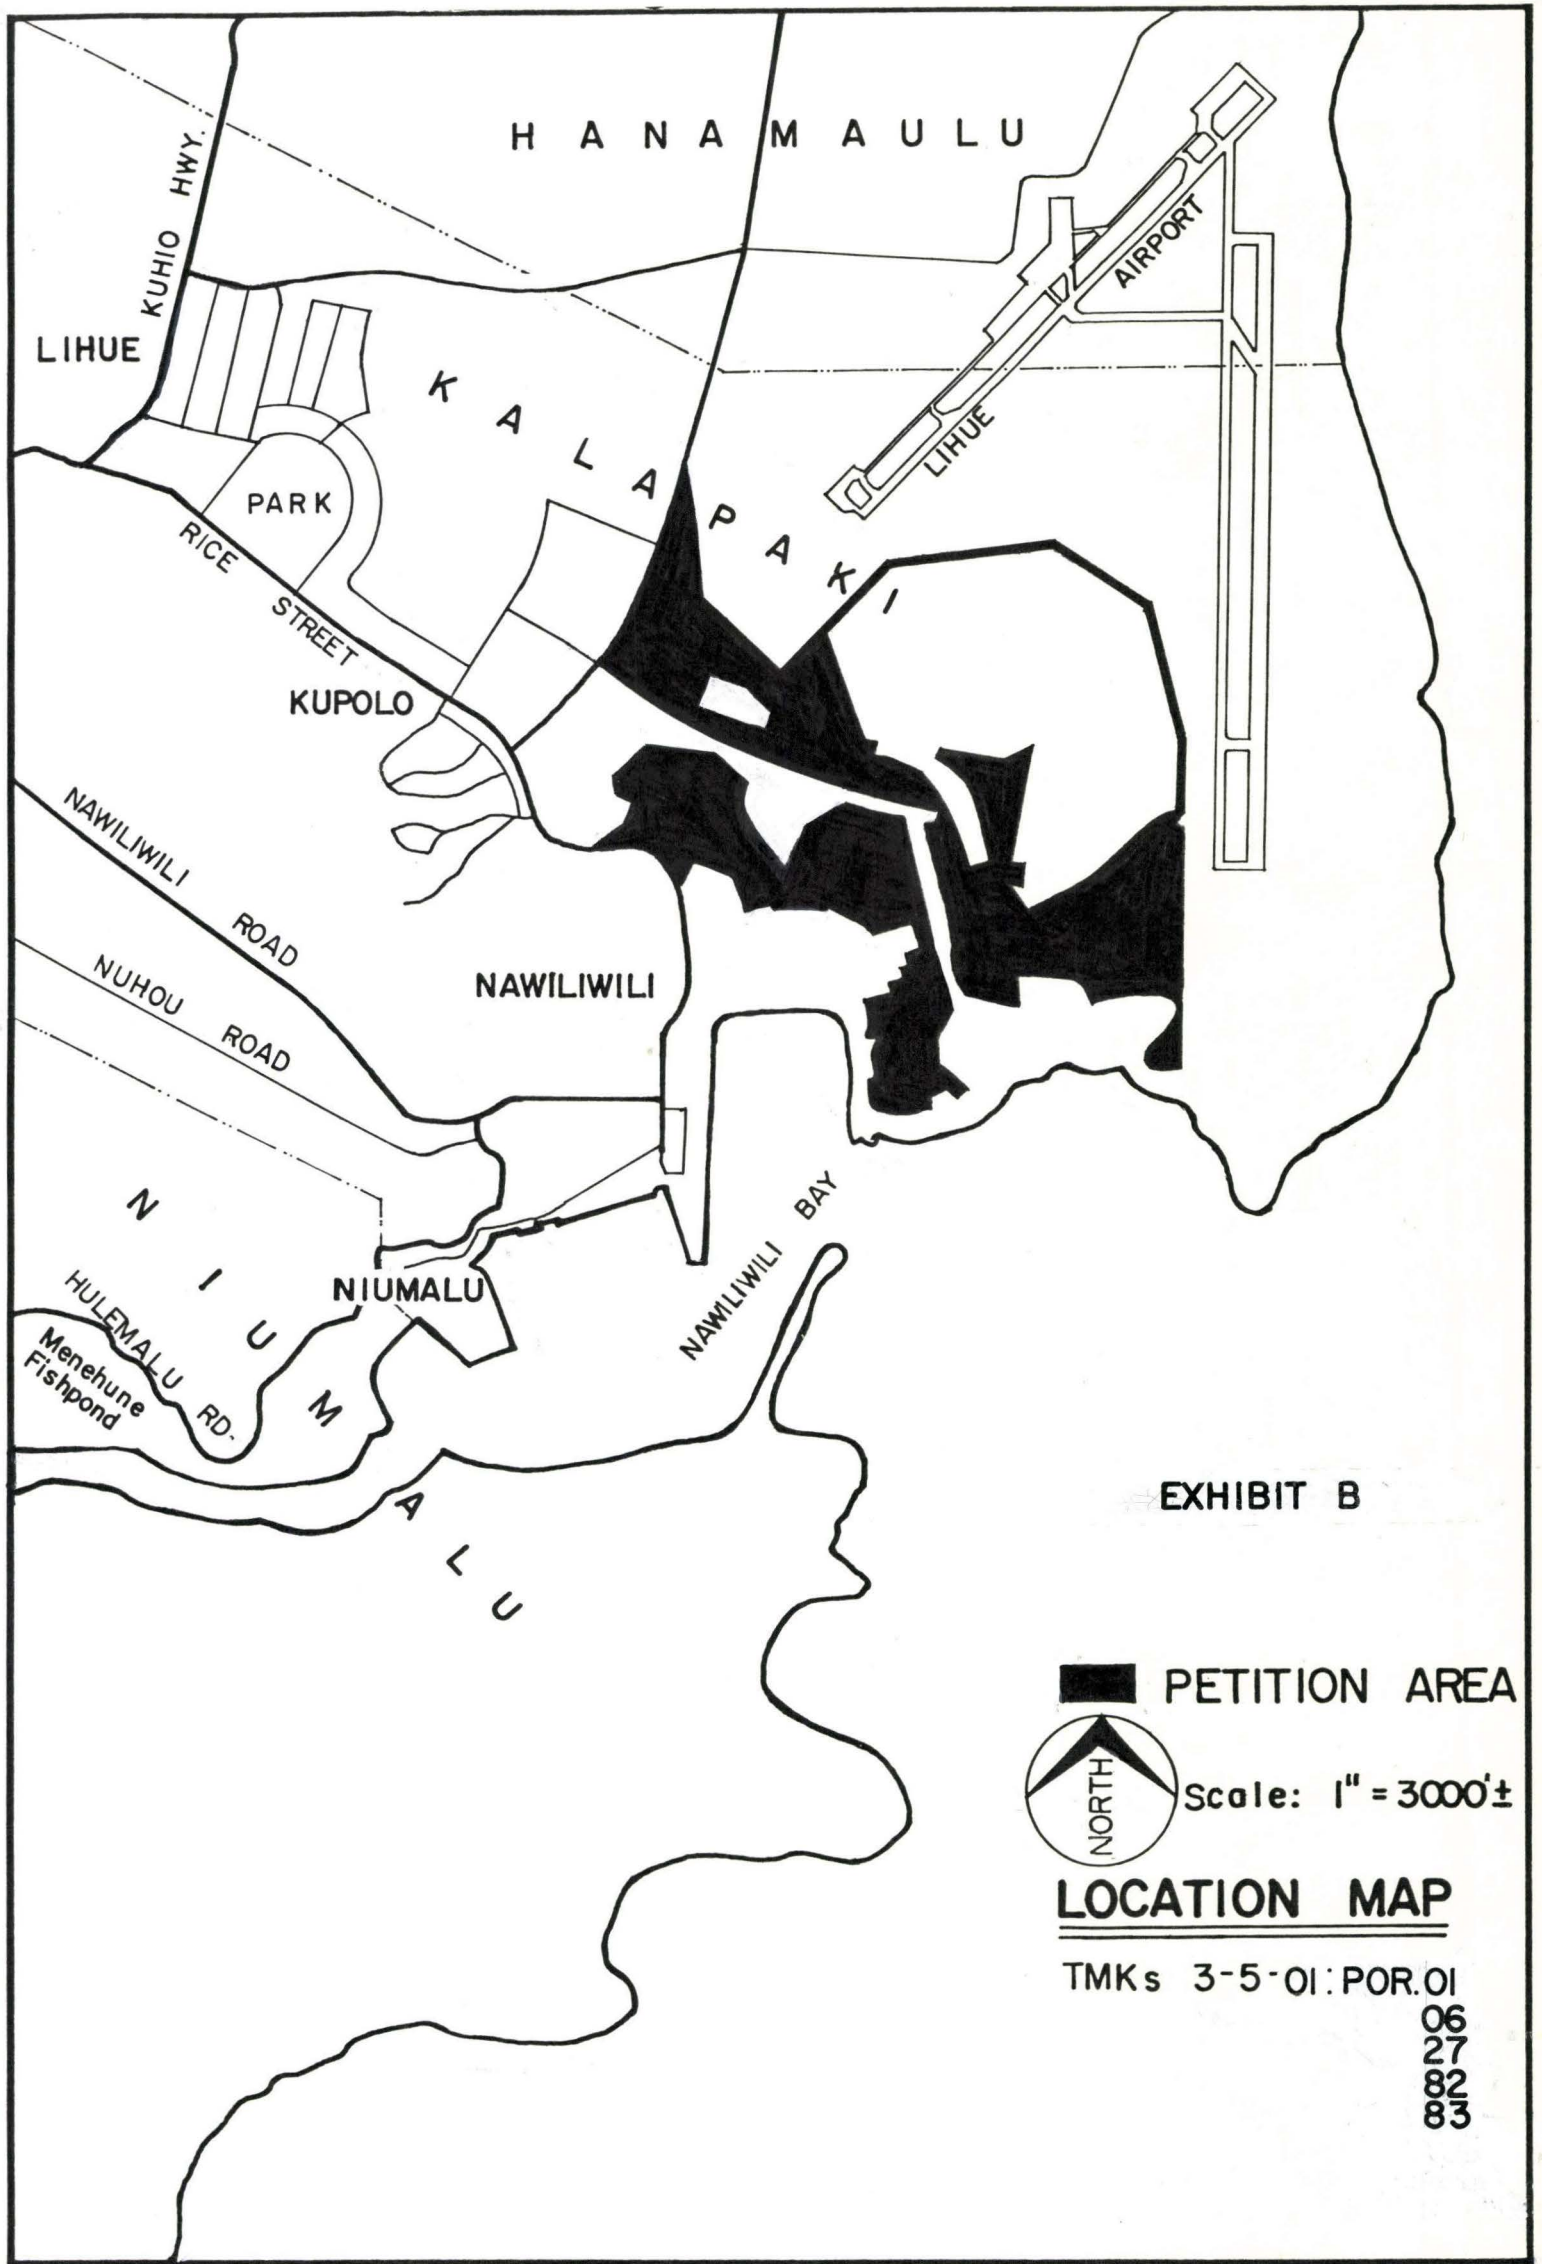 HANAMAULU
KUHIO HWY.
AIRPORT
LIHUE
LIHUE
KALAPAKI
PARK
RICE STREET
KUPOLO
NAWILIWILI ROAD
NUHOU ROAD
NAWILIWILI
NAWILIWILI BAY
NIUMALU
NIUMALU
HULEMALU RD.
Menehune
Fishpond
EXHIBIT B
PETITION AREA
NORTH
Scale: 1" = 3000'±
LOCATION MAP
TMKs 3-5-01: POR. 01
06
27
82
83